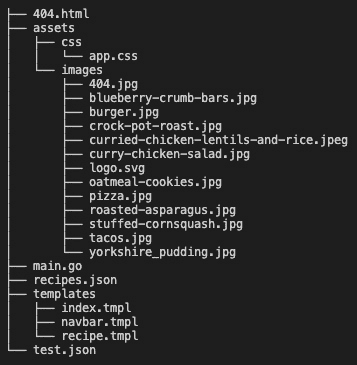 ├── 404.html
├── assets
│   ├── css
│   │   └── app.css
│   └── images
│       ├── 404.jpg
│       ├── blueberry-crumb-bars.jpg
│       ├── burger.jpg
│       ├── crock-pot-roast.jpg
│       ├── curried-chicken-lentils-and-rice.jpeg
│       ├── curry-chicken-salad.jpg
│       ├── logo.svg
│       ├── oatmeal-cookies.jpg
│       ├── pizza.jpg
│       ├── roasted-asparagus.jpg
│       ├── stuffed-cornsquash.jpg
│       ├── tacos.jpg
│       └── yorkshire_pudding.jpg
├── main.go
├── recipes.json
├── templates
│   ├── index.tmpl
│   ├── navbar.tmpl
│   └── recipe.tmpl
└── test.json